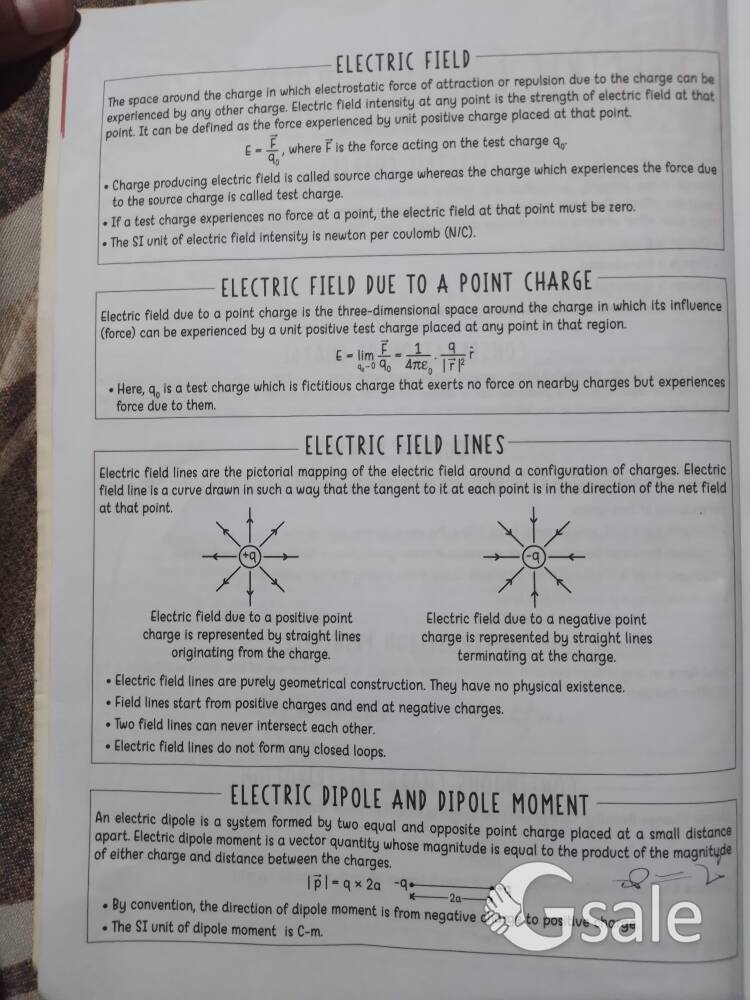 ELECTRIC FIELD
The space around the charge in which electrostatic force of attraction or repulsion due to the charge can be
experienced by any other charge. Electric field intensity at any point is the strength of electric field at that
point. It can be defined as the force experienced by unit positive charge placed at that point.
E = F⃗/q₀, where F⃗ is the force acting on the test charge q₀.
• Charge producing electric field is called source charge whereas the charge which experiences the force due
to the source charge is called test charge.
• If a test charge experiences no force at a point, the electric field at that point must be zero.
• The SI unit of electric field intensity is newton per coulomb (N/C).
ELECTRIC FIELD DUE TO A POINT CHARGE
Electric field due to a point charge is the three-dimensional space around the charge in which its influence
(force) can be experienced by a unit positive test charge placed at any point in that region.
E = lim q₀→0 F⃗/q₀ = 1/4πε₀ . q/|r⃗|² r̂
• Here, q₀ is a test charge which is fictitious charge that exerts no force on nearby charges but experiences
force due to them.
ELECTRIC FIELD LINES
Electric field lines are the pictorial mapping of the electric field around a configuration of charges. Electric
field line is a curve drawn in such a way that the tangent to it at each point is in the direction of the net field
at that point.
+q -q
Electric field due to a positive point
charge is represented by straight lines
originating from the charge.
Electric field due to a negative point
charge is represented by straight lines
terminating at the charge.
• Electric field lines are purely geometrical construction. They have no physical existence.
• Field lines start from positive charges and end at negative charges.
• Two field lines can never intersect each other.
• Electric field lines do not form any closed loops.
ELECTRIC DIPOLE AND DIPOLE MOMENT
An electric dipole is a system formed by two equal and opposite point charge placed at a small distance
apart. Electric dipole moment is a vector quantity whose magnitude is equal to the product of the magnitude
of either charge and distance between the charges.
|p⃗| = q × 2a -q 2a
• By convention, the direction of dipole moment is from negative charge to positive charge.
• The SI unit of dipole moment is C-m.
Gsale